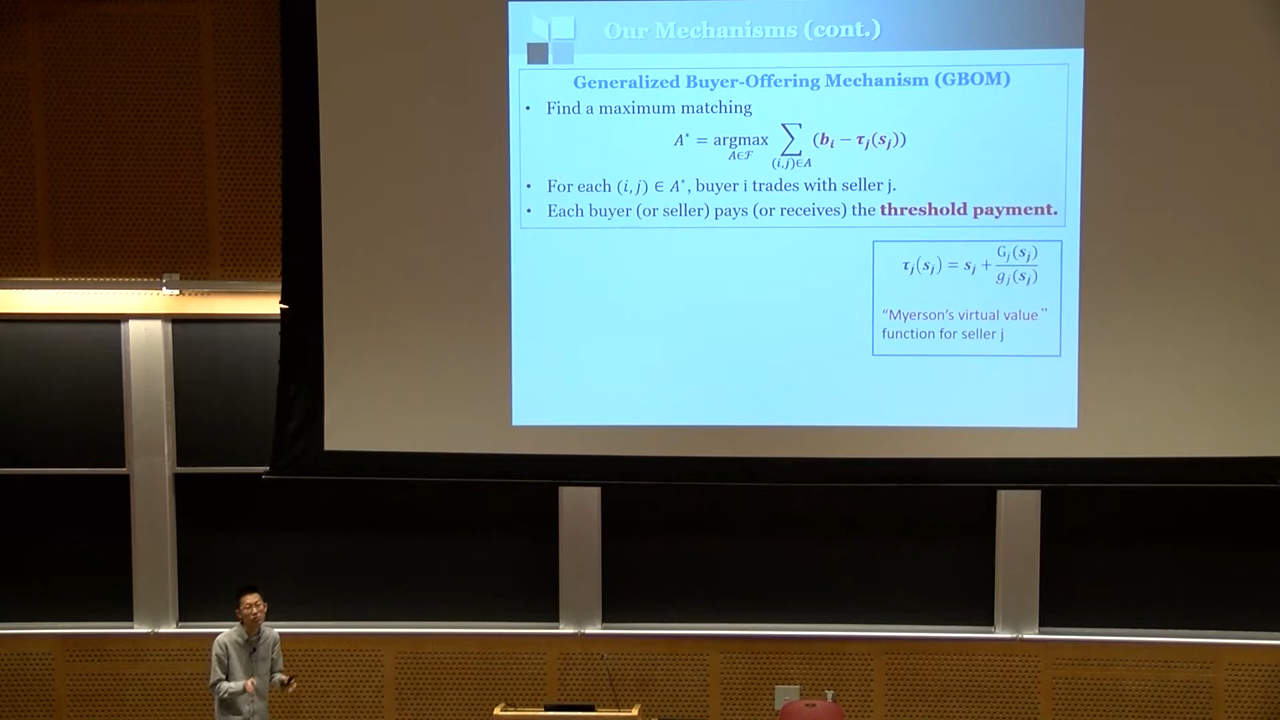 Our Mechanisms (cont.)
Generalized Buyer-Offering Mechanism (GBOM)
• Find a maximum matching
A* = argmax_{A∈ℱ} ∑_{(i,j)∈A} (b_i − τ_j(s_j))
• For each (i, j) ∈ A*, buyer i trades with seller j.
• Each buyer (or seller) pays (or receives) the threshold payment.
τ_j(s_j) = s_j + G_j(s_j) / g_j(s_j)
“Myerson's virtual value”
function for seller j